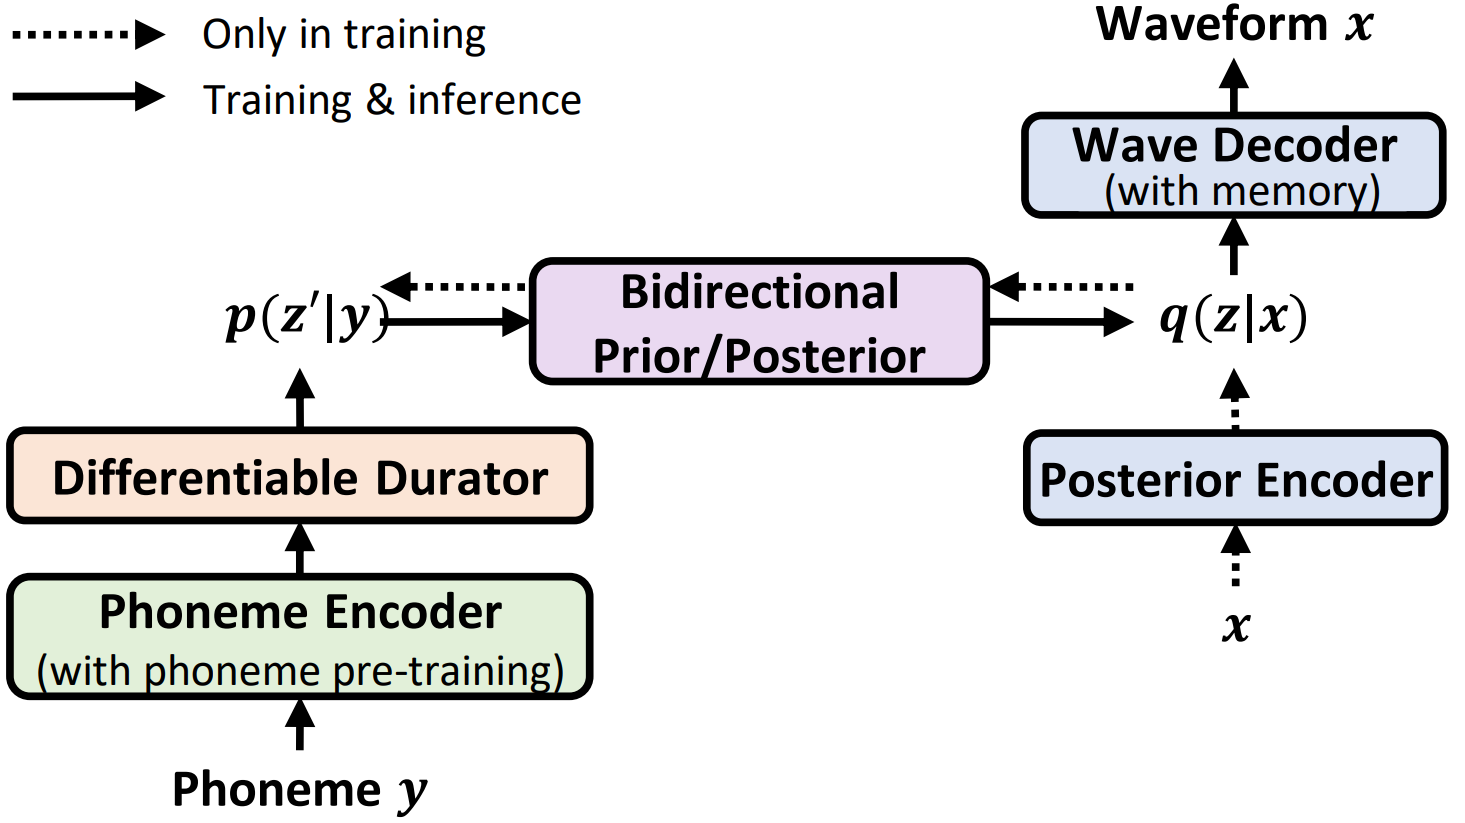 Only in training
Training & inference
Waveform x
Wave Decoder
(with memory)
Bidirectional
Prior/Posterior
p(z′|y)
q(z|x)
Differentiable Durator
Posterior Encoder
Phoneme Encoder
(with phoneme pre-training)
x
Phoneme y